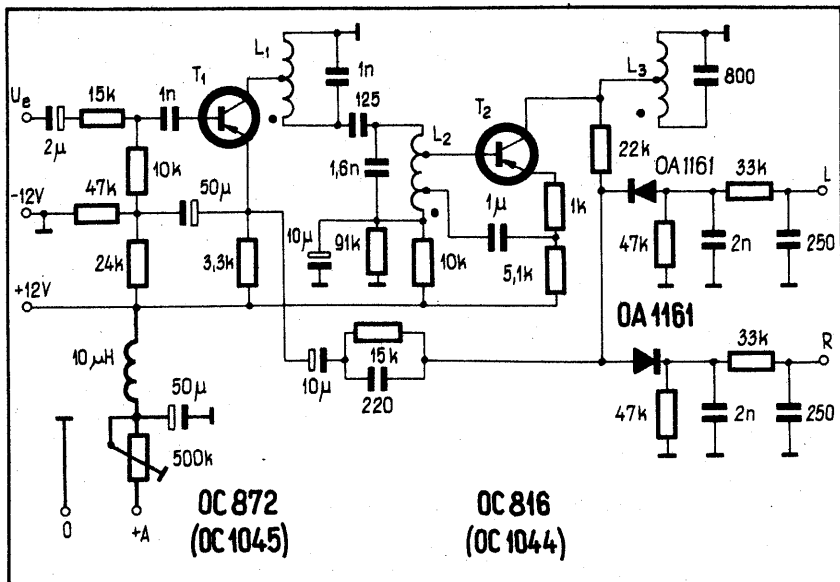 Ue
2µ
15k
1n
T1
L1
1n
125
10k
47k
-12V
50µ
24k
3,3k
+12V
10µH
50µ
500k
0
+A
OC 872
(OC 1045)
1,6n
L2
10µ
91k
10k
T2
1µ
1k
5,1k
10µ
15k
220
OC 816
(OC 1044)
L3
800
22k
OA1161
33k
L
47k
2n
250
OA 1161
33k
R
47k
2n
250